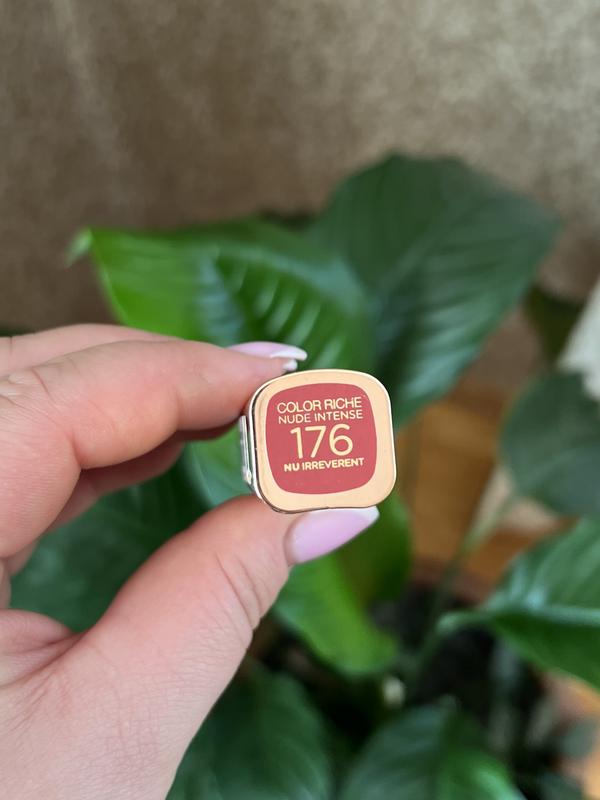 COLOR RICHE
NUDE INTENSE
176
NU IRREVERENT